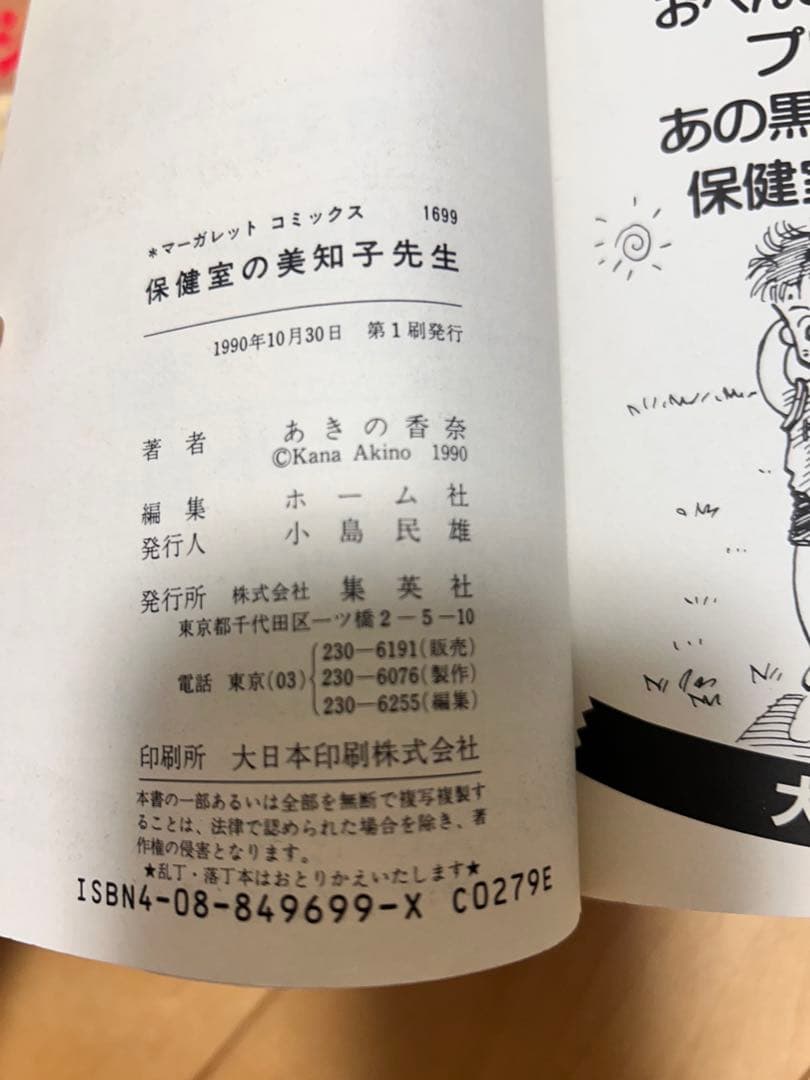 *マーガレット コミックス 1699
保健室の美知子先生
1990年10月30日 第1刷発行
著者 あきの香奈
©Kana Akino 1990
編集 ホーム社
発行人 小島民雄
発行所 株式会社 集英社
東京都千代田区一ツ橋2-5-10
230-6191(販売)
電話 東京(03) 230-6076(製作)
230-6255(編集)
印刷所 大日本印刷株式会社
本書の一部あるいは全部を無断で複写複製す
ることは、法律で認められた場合を除き、著
作権の侵害となります。
★乱丁・落丁本はおとりかえいたします★
ISBN4-08-849699-X C0279E
おべん
プ
あの黒
保健室
大